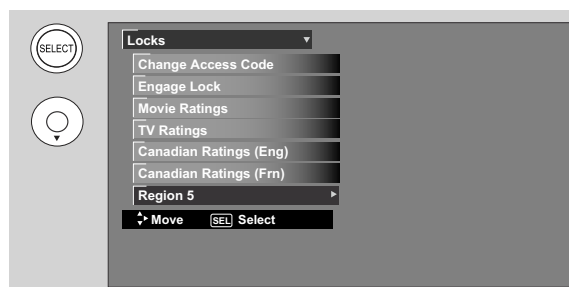 SELECT
Locks
Change Access Code
Engage Lock
Movie Ratings
TV Ratings
Canadian Ratings (Eng)
Canadian Ratings (Frn)
Region 5
Move SEL Select